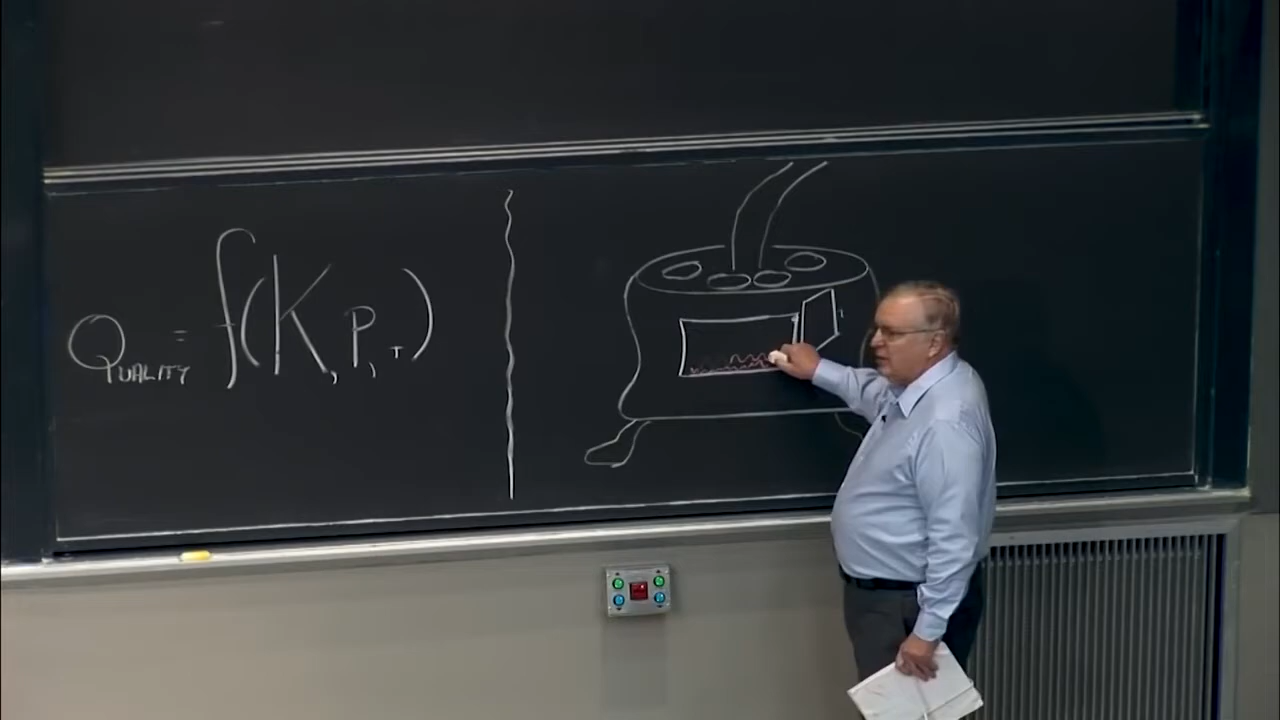 QUALITY = f(K, P, T)